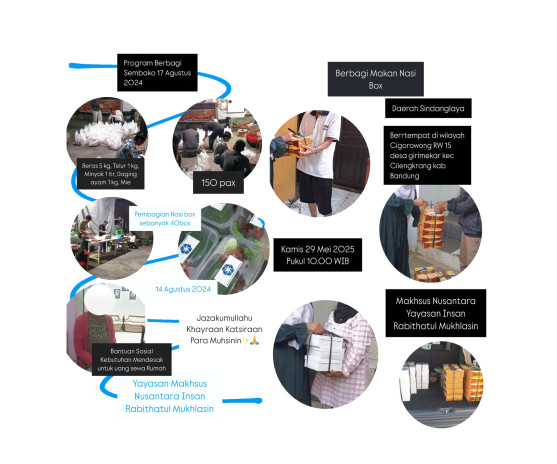 Program Berbagi
Sembako 17 Agustus
2024
Beras 5 kg, Telur 1 kg,
Minyak 1 ltr, Daging
ayam 1 kg, Mie
150 pax
Pembagian Nasi box
sebanyak 40box
14 Agustus 2024
Jazakumullahu
Khayraan Katsiraan
Para Muhsinin ✨🙏
Bantuan Sosial
Kebutuhan Mendesak
untuk uang sewa Rumah
Yayasan Makhsus
Nusantara Insan
Rabithatul Mukhlasin
Berbagi Makan Nasi
Box
Daerah Sindanglaya
Berrtempat di wilayah
Cigorowong RW 15
desa girimekar kec
Cilengkrang kab
Bandung
Kamis 29 Mei 2025
Pukul 10.00 WIB
Makhsus Nusantara
Yayasan Insan
Rabithatul Mukhlasin